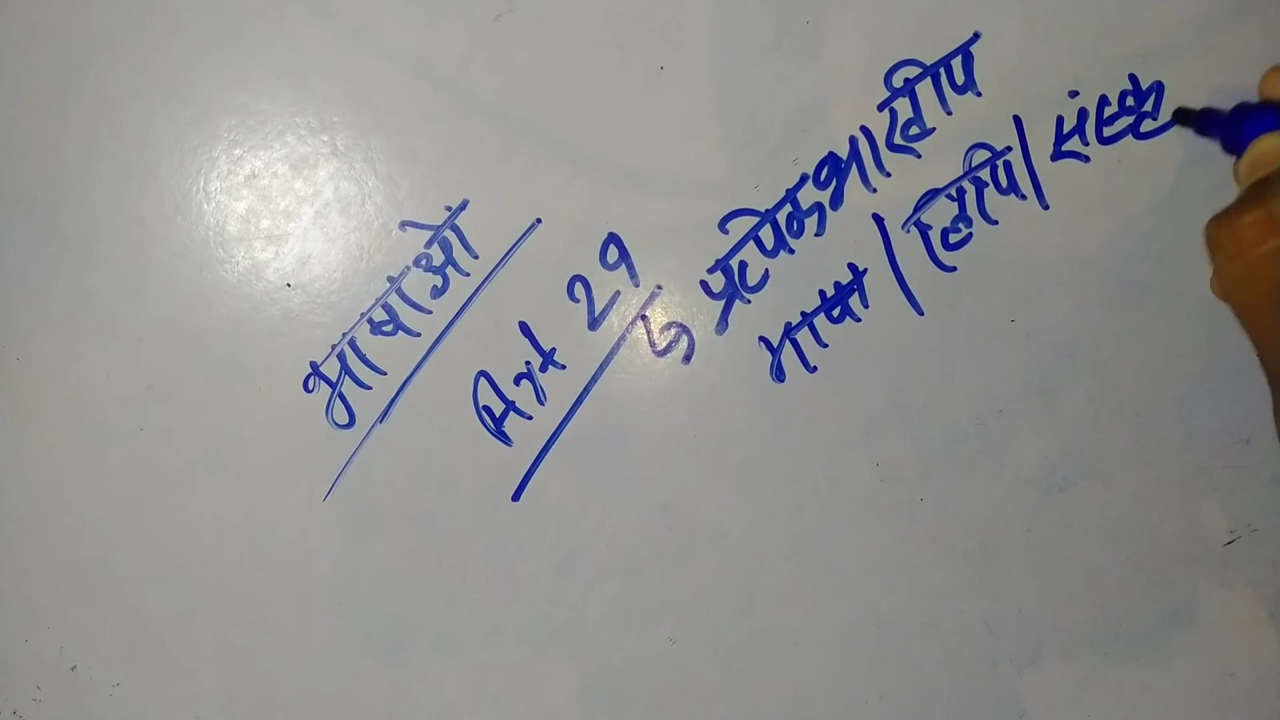 भाषाओं
Art 29
↳ प्रत्येक भारतीय
भाषा / लिपि / संस्कृ